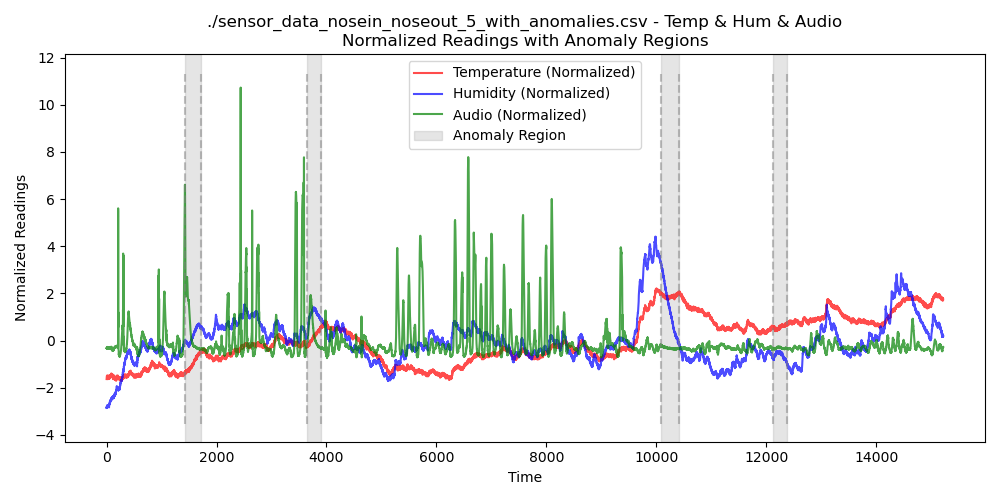 ./sensor_data_nosein_noseout_5_with_anomalies.csv - Temp & Hum & Audio
Normalized Readings with Anomaly Regions
12
10
8
6
4
2
0
−2
−4
Normalized Readings
Temperature (Normalized)
Humidity (Normalized)
Audio (Normalized)
Anomaly Region
0 2000 4000 6000 8000 10000 12000 14000
Time